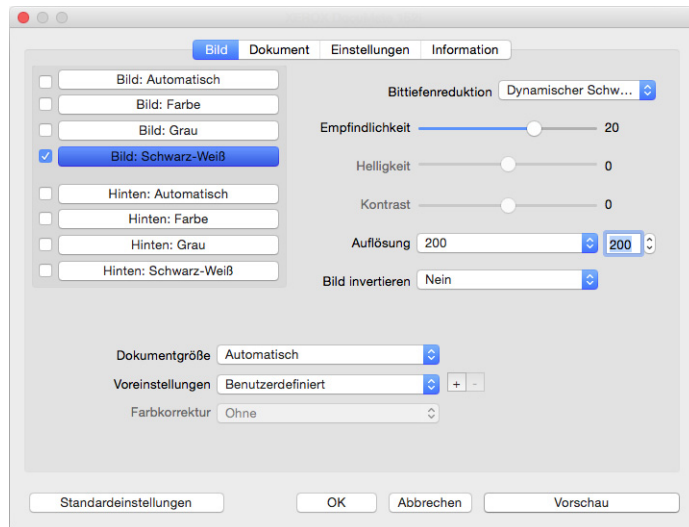 Bild Dokument Einstellungen Information
Bild: Automatisch
Bild: Farbe
Bild: Grau
Bild: Schwarz-Weiß
Hinten: Automatisch
Hinten: Farbe
Hinten: Grau
Hinten: Schwarz-Weiß
Bittiefenreduktion Dynamischer Schw...
Empfindlichkeit 20
Helligkeit 0
Kontrast 0
Auflösung 200 200
Bild invertieren Nein
Dokumentgröße Automatisch
Voreinstellungen Benutzerdefiniert + -
Farbkorrektur Ohne
Standardeinstellungen OK Abbrechen Vorschau